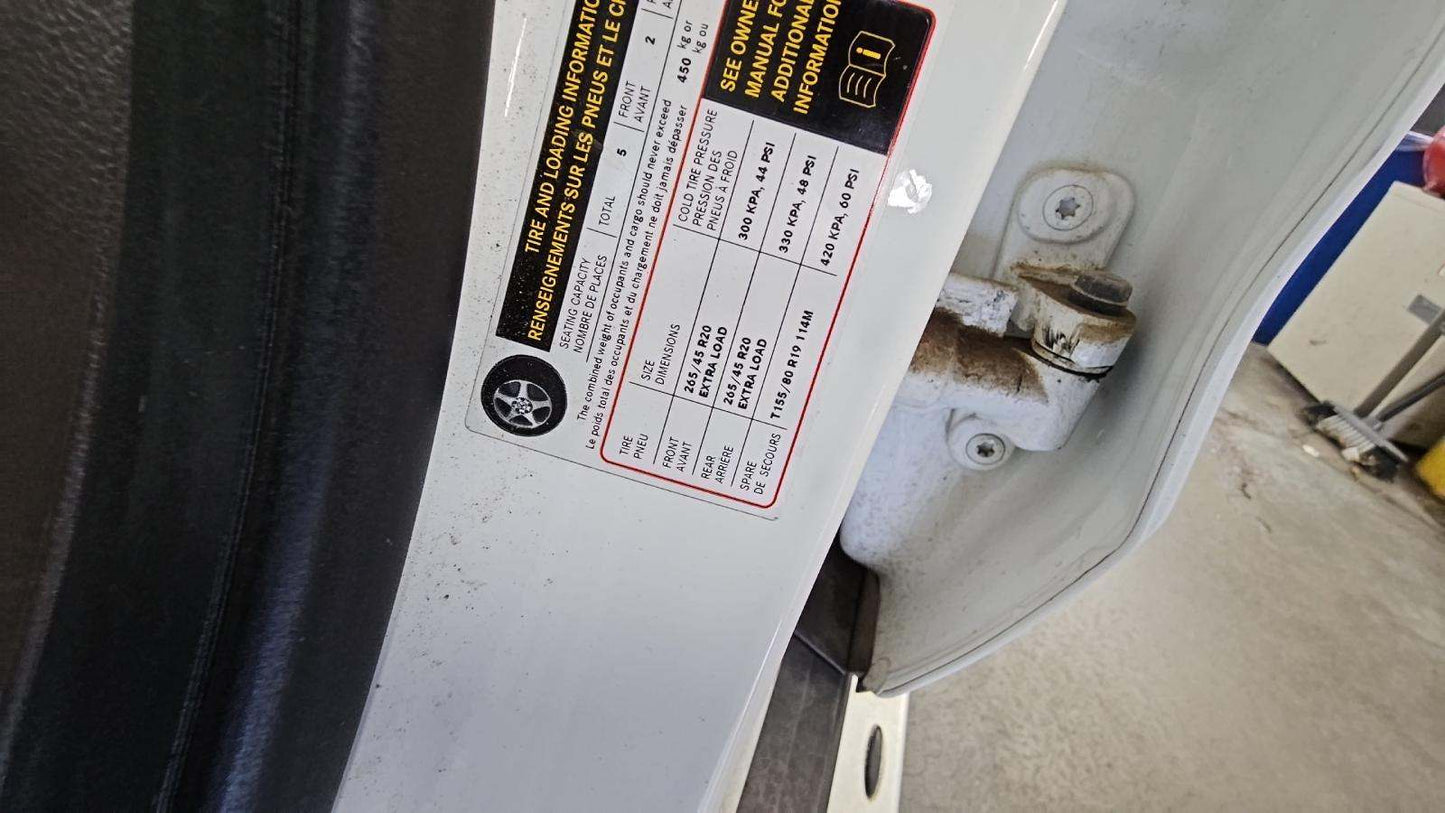 TIRE AND LOADING INFORMATIO
RENSEIGNEMENTS SUR LES PNEUS ET LE C
SEATING CAPACITY
NOMBRE DE PLACES
TOTAL 5
FRONT
AVANT 2
The combined weight of occupants and cargo should never exceed 450 kg or
Le poids total des occupants et du chargement ne doit jamais dépasser kg ou
TIRE
PNEU
SIZE
DIMENSIONS
COLD TIRE PRESSURE
PRESSION DES
PNEUS À FROID
FRONT
AVANT
265/45 R20
EXTRA LOAD
300 KPA, 44 PSI
REAR
ARRIÈRE
265/45 R20
EXTRA LOAD
330 KPA, 48 PSI
SPARE
DE SECOURS
T155/80 R19 114M
420 KPA, 60 PSI
SEE OWNE
MANUAL FO
ADDITIONAL
INFORMATION